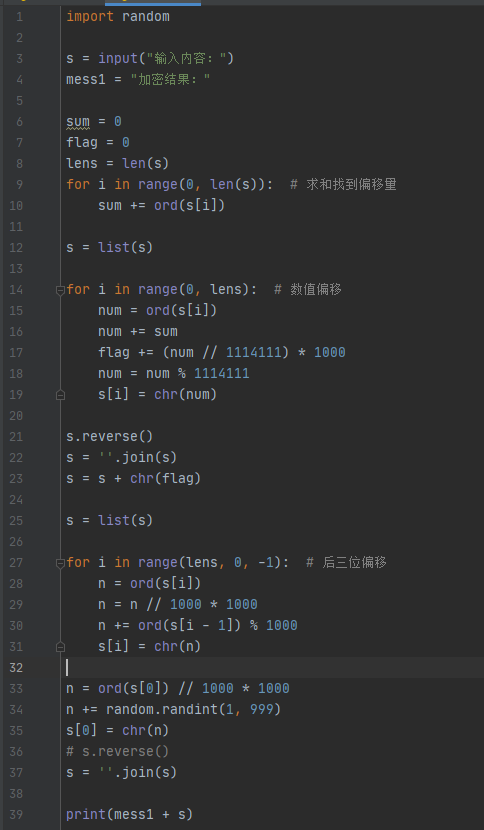 1 import random
2
3 s = input("输入内容：")
4 mess1 = "加密结果："
5
6 sum = 0
7 flag = 0
8 lens = len(s)
9 for i in range(0, len(s)):  # 求和找到偏移量
10     sum += ord(s[i])
11
12 s = list(s)
13
14 for i in range(0, lens):  # 数值偏移
15     num = ord(s[i])
16     num += sum
17     flag += (num // 1114111) * 1000
18     num = num % 1114111
19     s[i] = chr(num)
20
21 s.reverse()
22 s = ''.join(s)
23 s = s + chr(flag)
24
25 s = list(s)
26
27 for i in range(lens, 0, -1):  # 后三位偏移
28     n = ord(s[i])
29     n = n // 1000 * 1000
30     n += ord(s[i - 1]) % 1000
31     s[i] = chr(n)
32
33 n = ord(s[0]) // 1000 * 1000
34 n += random.randint(1, 999)
35 s[0] = chr(n)
36 # s.reverse()
37 s = ''.join(s)
38
39 print(mess1 + s)